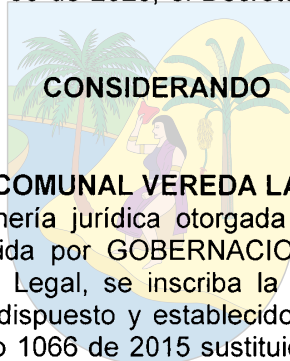 CONSIDERANDO
COMUNAL VEREDA LA
nería jurídica otorgada
ida por GOBERNACIO
Legal, se inscriba la
dispuesto y establecido
o 1066 de 2015 sustitui